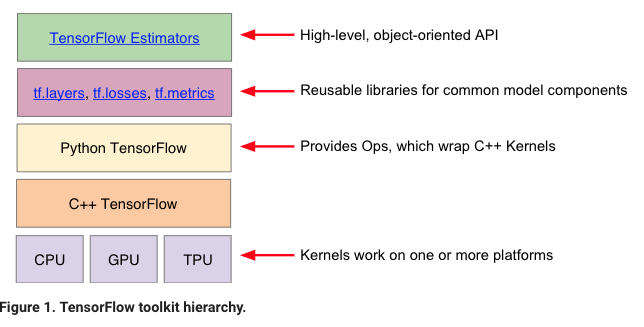 TensorFlow Estimators
High-level, object-oriented API
tf.layers, tf.losses, tf.metrics
Reusable libraries for common model components
Python TensorFlow
Provides Ops, which wrap C++ Kernels
C++ TensorFlow
CPU
GPU
TPU
Kernels work on one or more platforms
Figure 1. TensorFlow toolkit hierarchy.